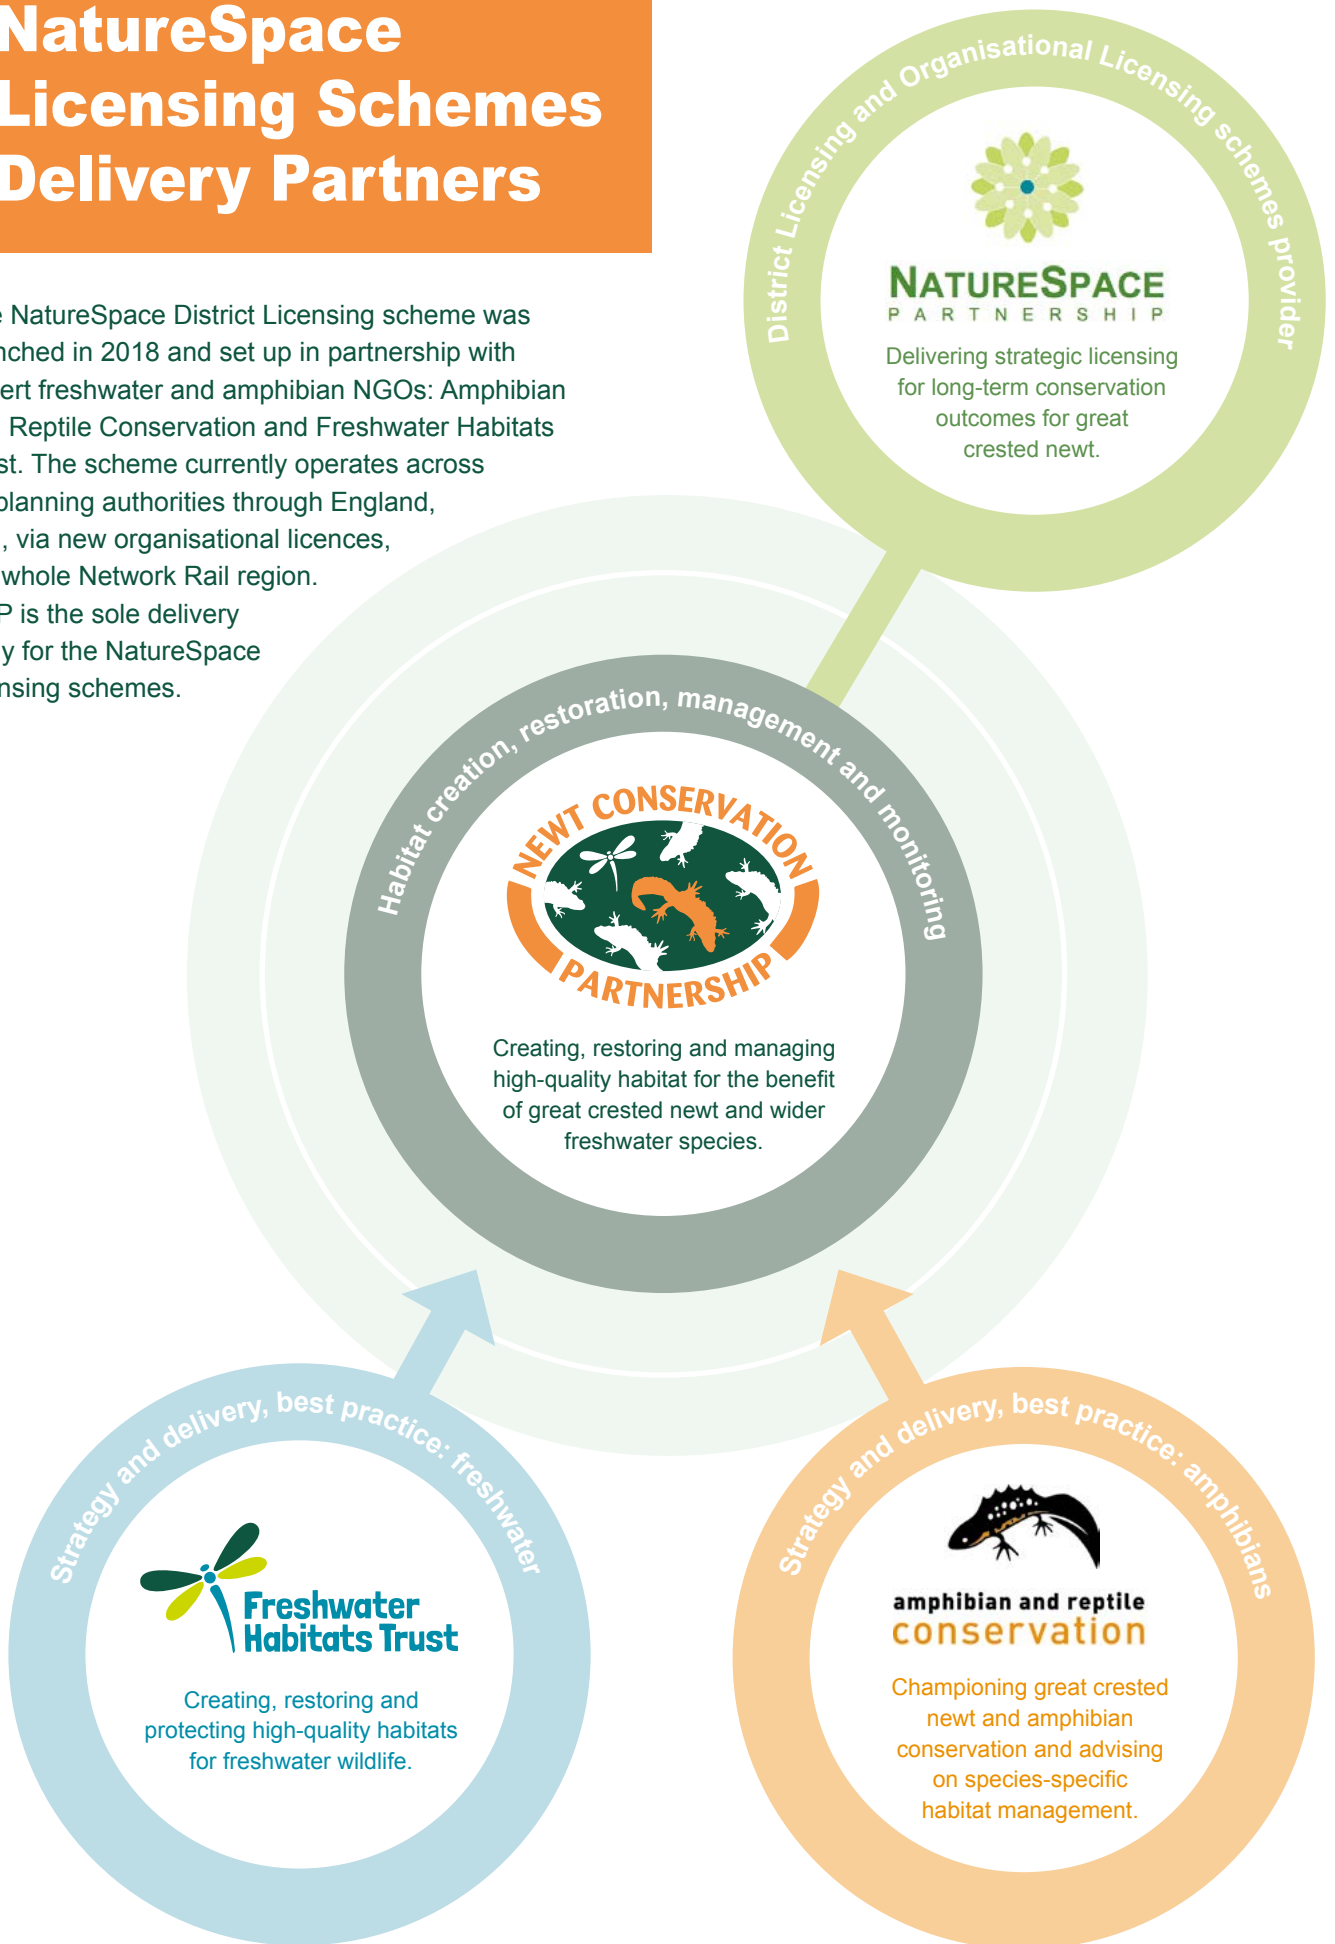 NatureSpace
Licensing Schemes
Delivery Partners
e NatureSpace District Licensing scheme was
nched in 2018 and set up in partnership with
ert freshwater and amphibian NGOs: Amphibian
Reptile Conservation and Freshwater Habitats
st. The scheme currently operates across
planning authorities through England,
, via new organisational licences,
whole Network Rail region.
P is the sole delivery
y for the NatureSpace
ensing schemes.
District Licensing and Organisational Licensing schemes provider
NATURESPACE
PARTNERSHIP
Delivering strategic licensing
for long-term conservation
outcomes for great
crested newt.
Habitat creation, restoration, management and monitoring
NEWT CONSERVATION
PARTNERSHIP
Creating, restoring and managing
high-quality habitat for the benefit
of great crested newt and wider
freshwater species.
Strategy and delivery, best practice: freshwater
Freshwater
Habitats Trust
Creating, restoring and
protecting high-quality habitats
for freshwater wildlife.
Strategy and delivery, best practice: amphibians
amphibian and reptile
conservation
Championing great crested
newt and amphibian
conservation and advising
on species-specific
habitat management.